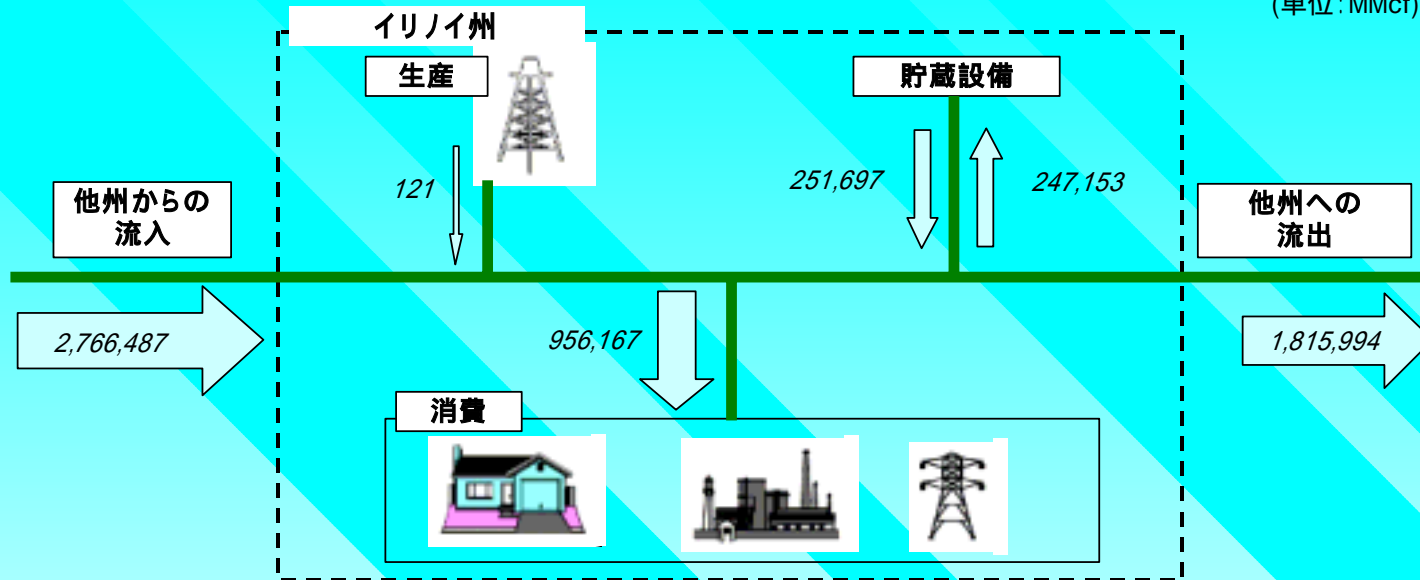 (単位:MMcf)
イリノイ州
生産
貯蔵設備
121
251,697
247,153
他州からの
流入
他州への
流出
2,766,487
956,167
1,815,994
消費